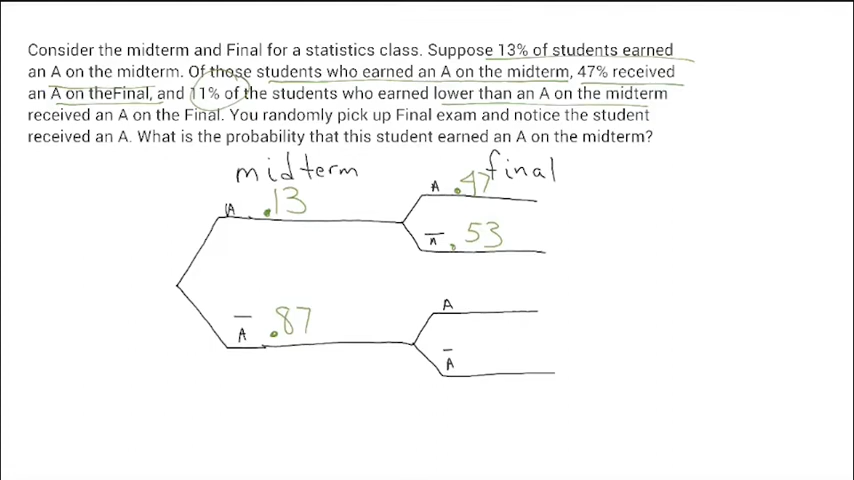 Consider the midterm and Final for a statistics class. Suppose 13% of students earned
an A on the midterm. Of those students who earned an A on the midterm, 47% received
an A on theFinal, and 11% of the students who earned lower than an A on the midterm
received an A on the Final. You randomly pick up Final exam and notice the student
received an A. What is the probability that this student earned an A on the midterm?
midterm final
A .13
A .47
A̅ .53
A̅ .87
A
A̅